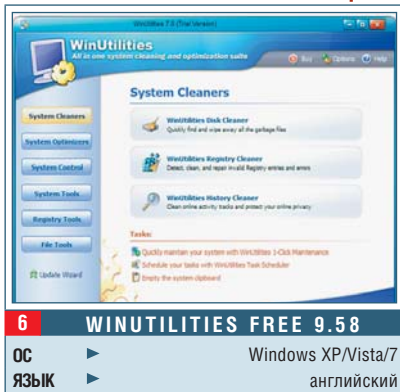 WinUtilities 7.0 (Trial Version)
WinUtilities
All in one system cleaning and optimization suite
Buy Options Help
System Cleaners
System Cleaners
System Optimizers
System Control
System Tools
Registry Tools
File Tools
Update Wizard
WinUtilities Disk Cleaner
Quickly find and wipe away all the garbage files
WinUtilities Registry Cleaner
Detect, clean, and repair invalid Registry entries and errors
WinUtilities History Cleaner
Clean online activity tracks and protect your online privacy
Tasks:
Quickly maintain your system with WinUtilities 1-Click Maintenance
Schedule your tasks with WinUtilities Task Scheduler
Empty the system clipboard
6 WINUTILITIES FREE 9.58
ОС ► Windows XP/Vista/7
ЯЗЫК ► английский